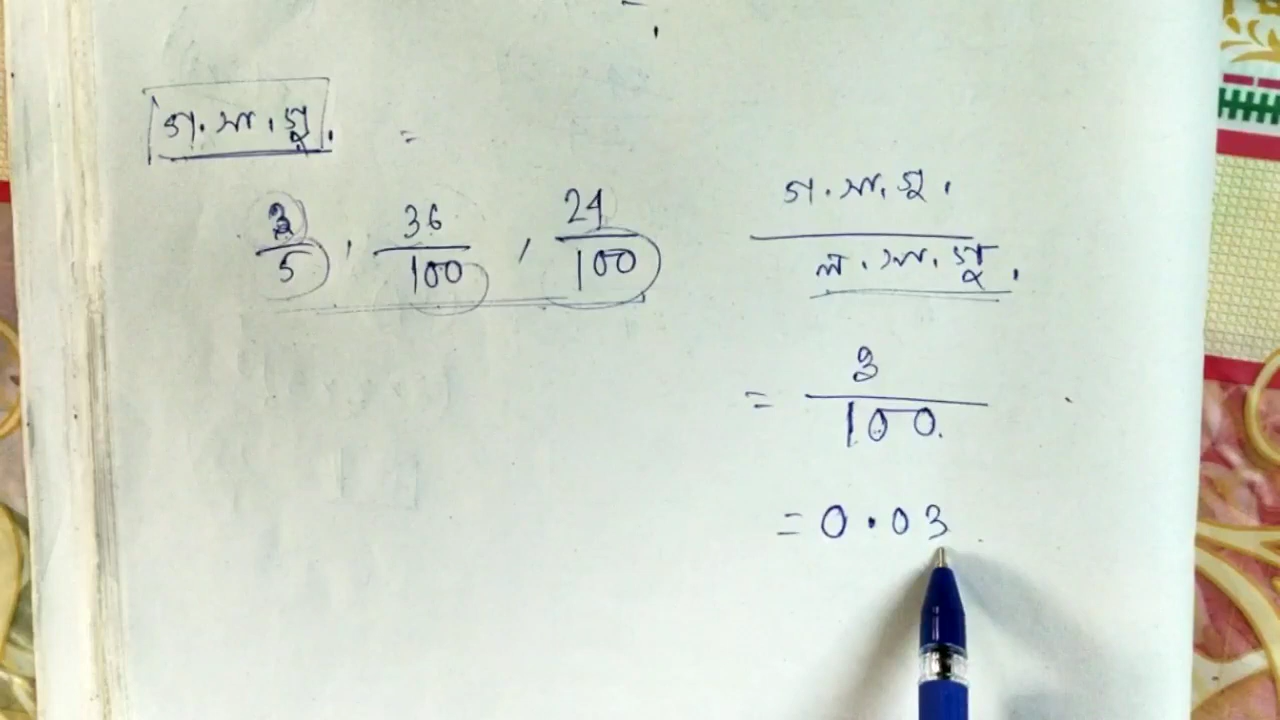 গ.সা.গু. =
3/5 , 36/100 , 24/100
গ.সা.গু.
ল.সা.গু.
= 3/100
= 0.03